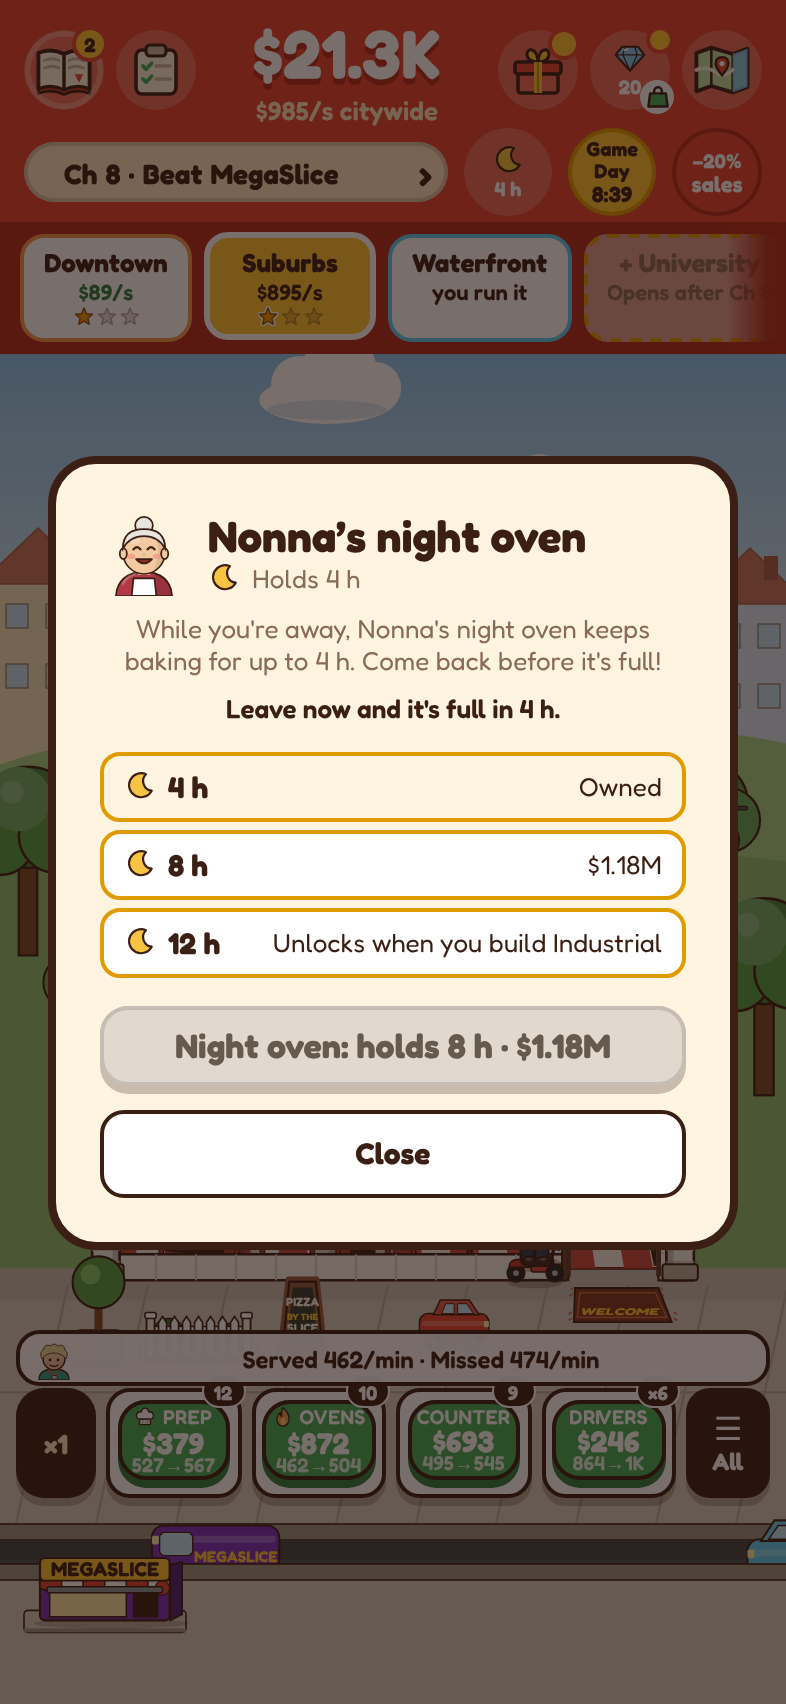 2
$21.3K
$985/s citywide
20
Ch 8 · Beat MegaSlice
4 h
Game
Day
8:39
−20%
sales
Downtown
$89/s
Suburbs
$895/s
Waterfront
you run it
+ University
Opens after Ch
Nonna’s night oven
Holds 4 h
While you're away, Nonna's night oven keeps
baking for up to 4 h. Come back before it's full!
Leave now and it's full in 4 h.
4 h
Owned
8 h
$1.18M
12 h
Unlocks when you build Industrial
Night oven: holds 8 h · $1.18M
Close
PIZZA
BY THE
SLICE
WELCOME
Served 462/min · Missed 474/min
x1
12
PREP
$379
527→567
10
OVENS
$872
462→504
9
COUNTER
$693
495→545
x6
DRIVERS
$246
864→1K
All
MEGASLICE
MEGASLICE